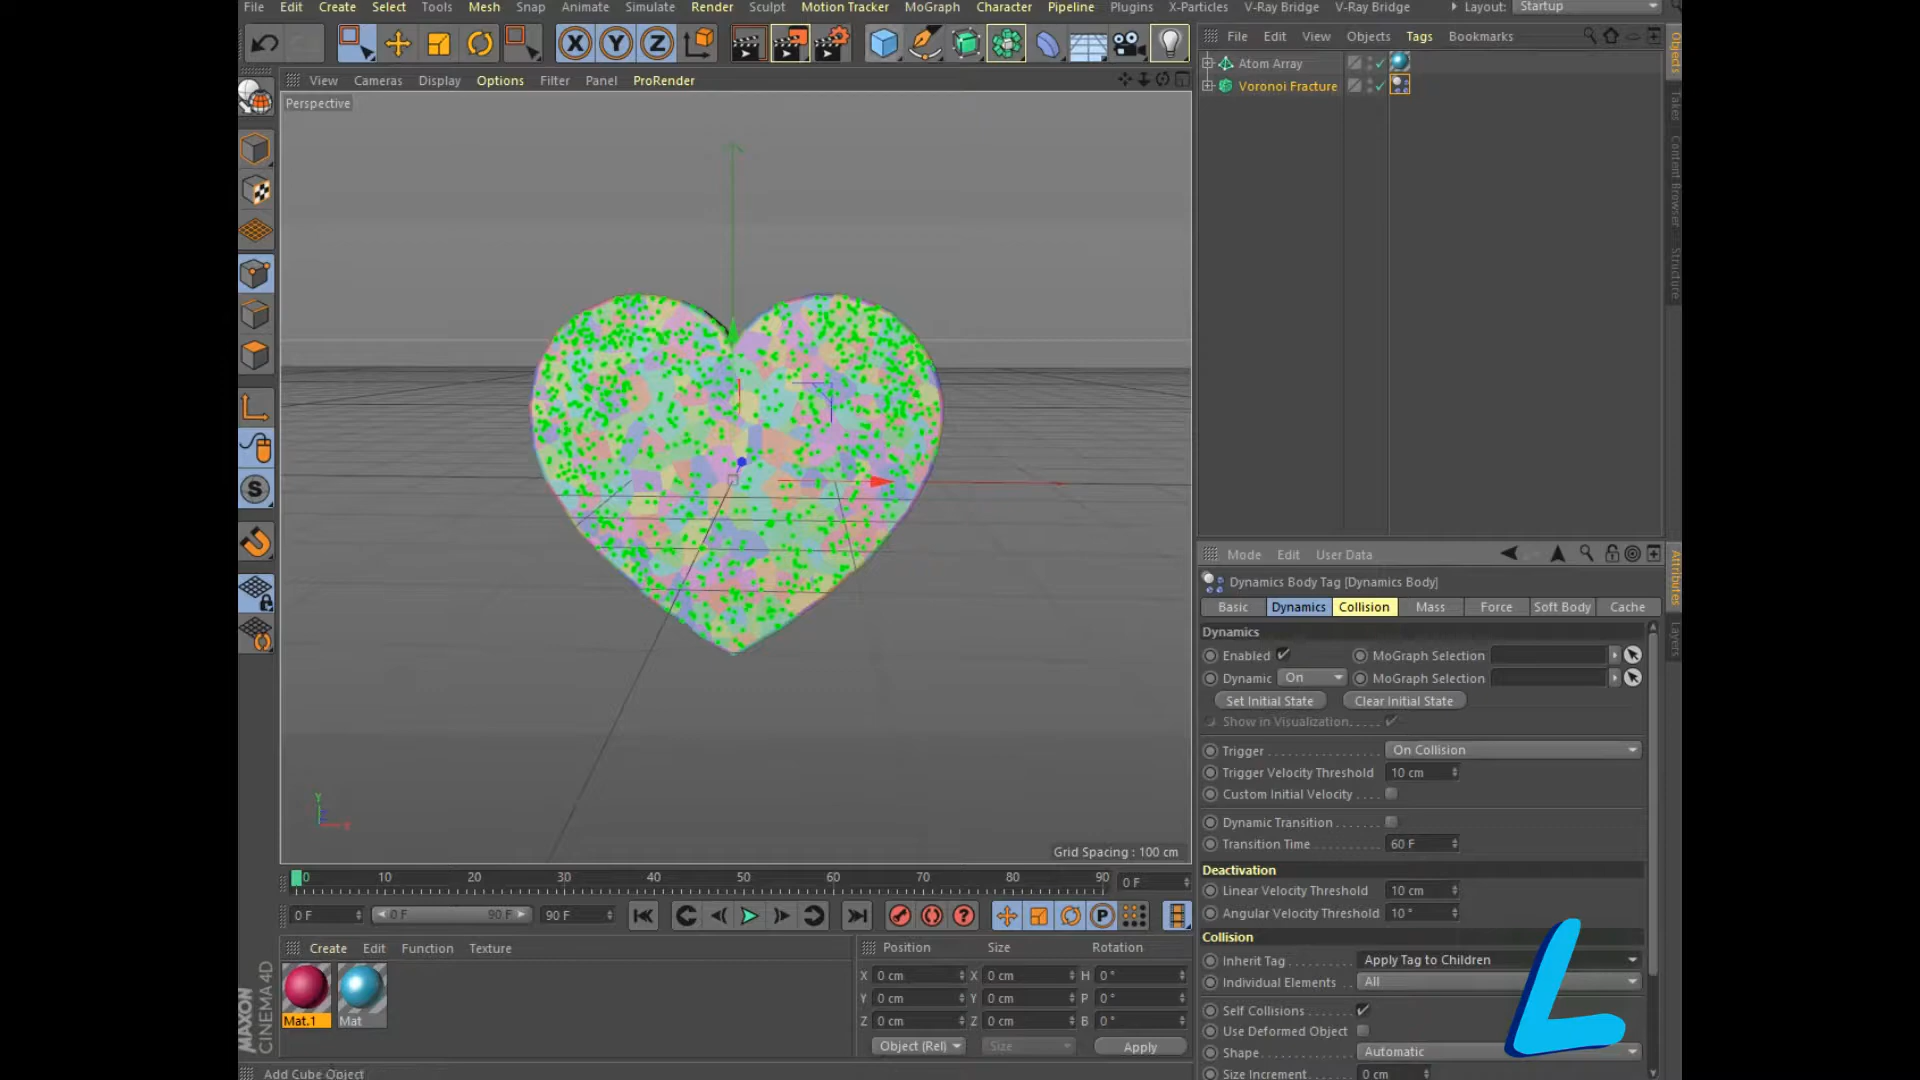 File Edit Create Select Tools Mesh Snap Animate Simulate Render Sculpt Motion Tracker MoGraph Character Pipeline Plugins X-Particles V-Ray Bridge V-Ray Bridge Layout: Startup
X Y Z
File Edit View Objects Tags Bookmarks
View Cameras Display Options Filter Panel ProRender
Perspective
Atom Array
Voronoi Fracture
Objects
Takes
Content Browser
Structure
S
Y
X
Grid Spacing : 100 cm
Mode Edit User Data
Attributes
Layers
Dynamics Body Tag [Dynamics Body]
Basic Dynamics Collision Mass Force Soft Body Cache
Dynamics
Enabled MoGraph Selection
Dynamic On MoGraph Selection
Set Initial State Clear Initial State
Show in Visualization
Trigger On Collision
Trigger Velocity Threshold 10 cm
Custom Initial Velocity
Dynamic Transition
Transition Time 60 F
Deactivation
Linear Velocity Threshold 10 cm
Angular Velocity Threshold 10 °
Collision
Inherit Tag Apply Tag to Children
Individual Elements All
Self Collisions
Use Deformed Object
Shape Automatic
Size Increment 0 cm
L
0 10 20 30 40 50 60 70 80 90 0 F
0 F 0 F 90 F 90 F ? P
Create Edit Function Texture
Mat.1 Mat
Position Size Rotation
X 0 cm X 0 cm H 0 °
Y 0 cm Y 0 cm P 0 °
Z 0 cm Z 0 cm B 0 °
Object (Rel) Size Apply
MAXON
CINEMA 4D
Add Cube Object